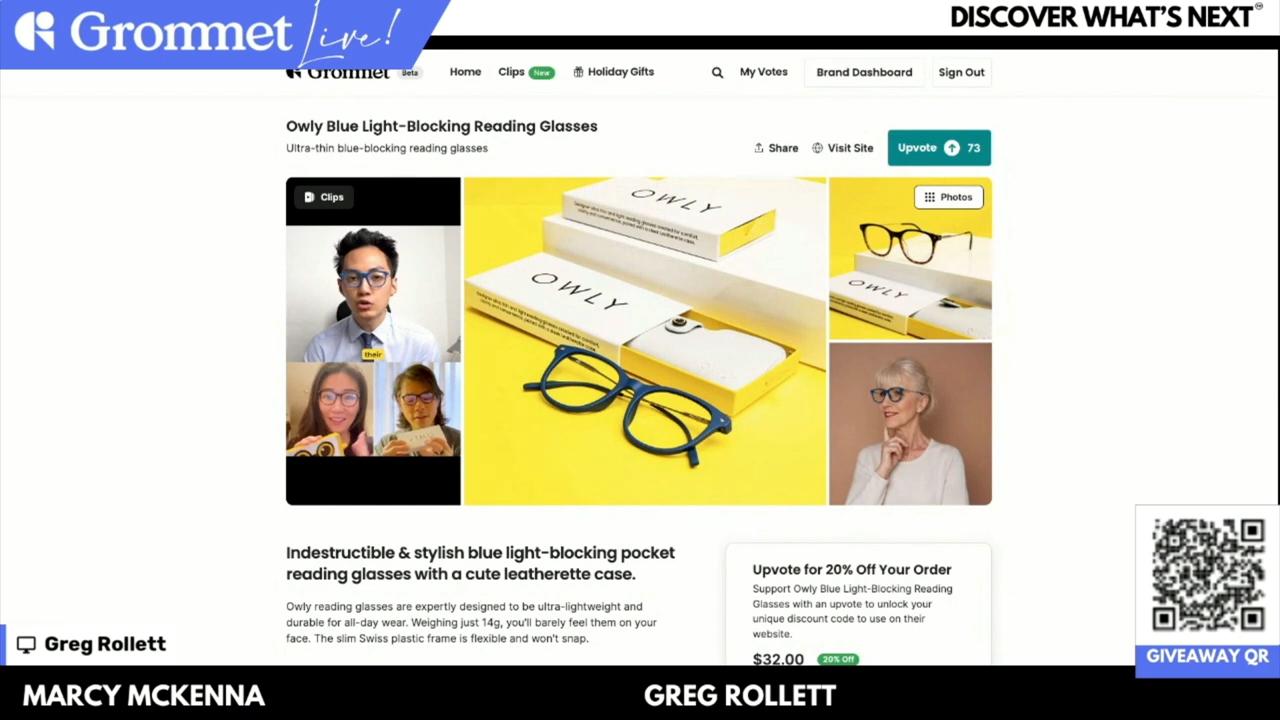 Grommet Live!
DISCOVER WHAT'S NEXT
Grommet Beta
Home
Clips New
Holiday Gifts
My Votes
Brand Dashboard
Sign Out
Owly Blue Light-Blocking Reading Glasses
Ultra-thin blue-blocking reading glasses
Share
Visit Site
Upvote 73
Clips
Photos
OWLY
OWLY
OWLY
their
Indestructible & stylish blue light-blocking pocket
reading glasses with a cute leatherette case.
Owly reading glasses are expertly designed to be ultra-lightweight and
durable for all-day wear. Weighing just 14g, you'll barely feel them on your
face. The slim Swiss plastic frame is flexible and won't snap.
Upvote for 20% Off Your Order
Support Owly Blue Light-Blocking Reading
Glasses with an upvote to unlock your
unique discount code to use on their
website.
$32.00 20% Off
GIVEAWAY QR
Greg Rollett
MARCY MCKENNA
GREG ROLLETT